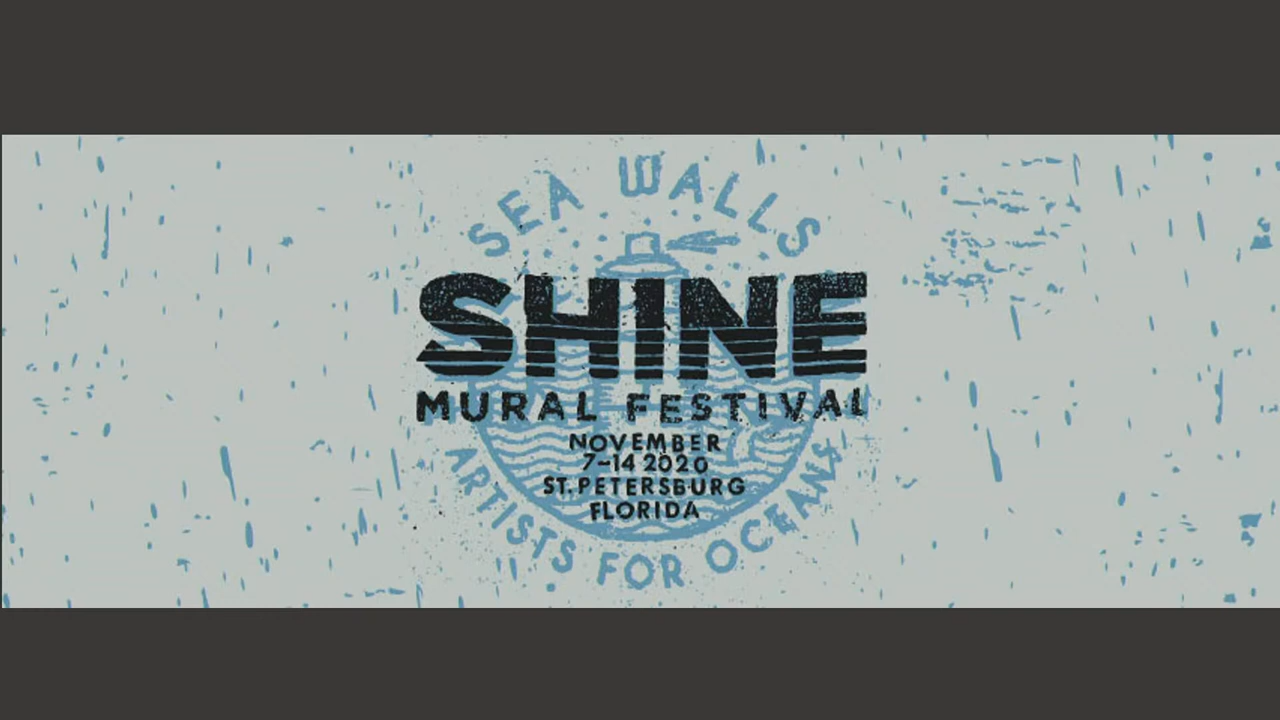 SEA WALLS
SHINE
MURAL FESTIVAL
NOVEMBER
7-14 2020
ST. PETERSBURG
FLORIDA
ARTISTS FOR OCEANS